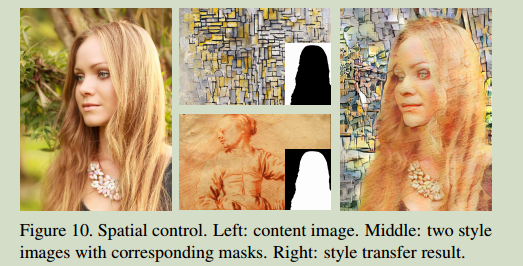 Figure 10. Spatial control. Left: content image. Middle: two style
images with corresponding masks. Right: style transfer result.